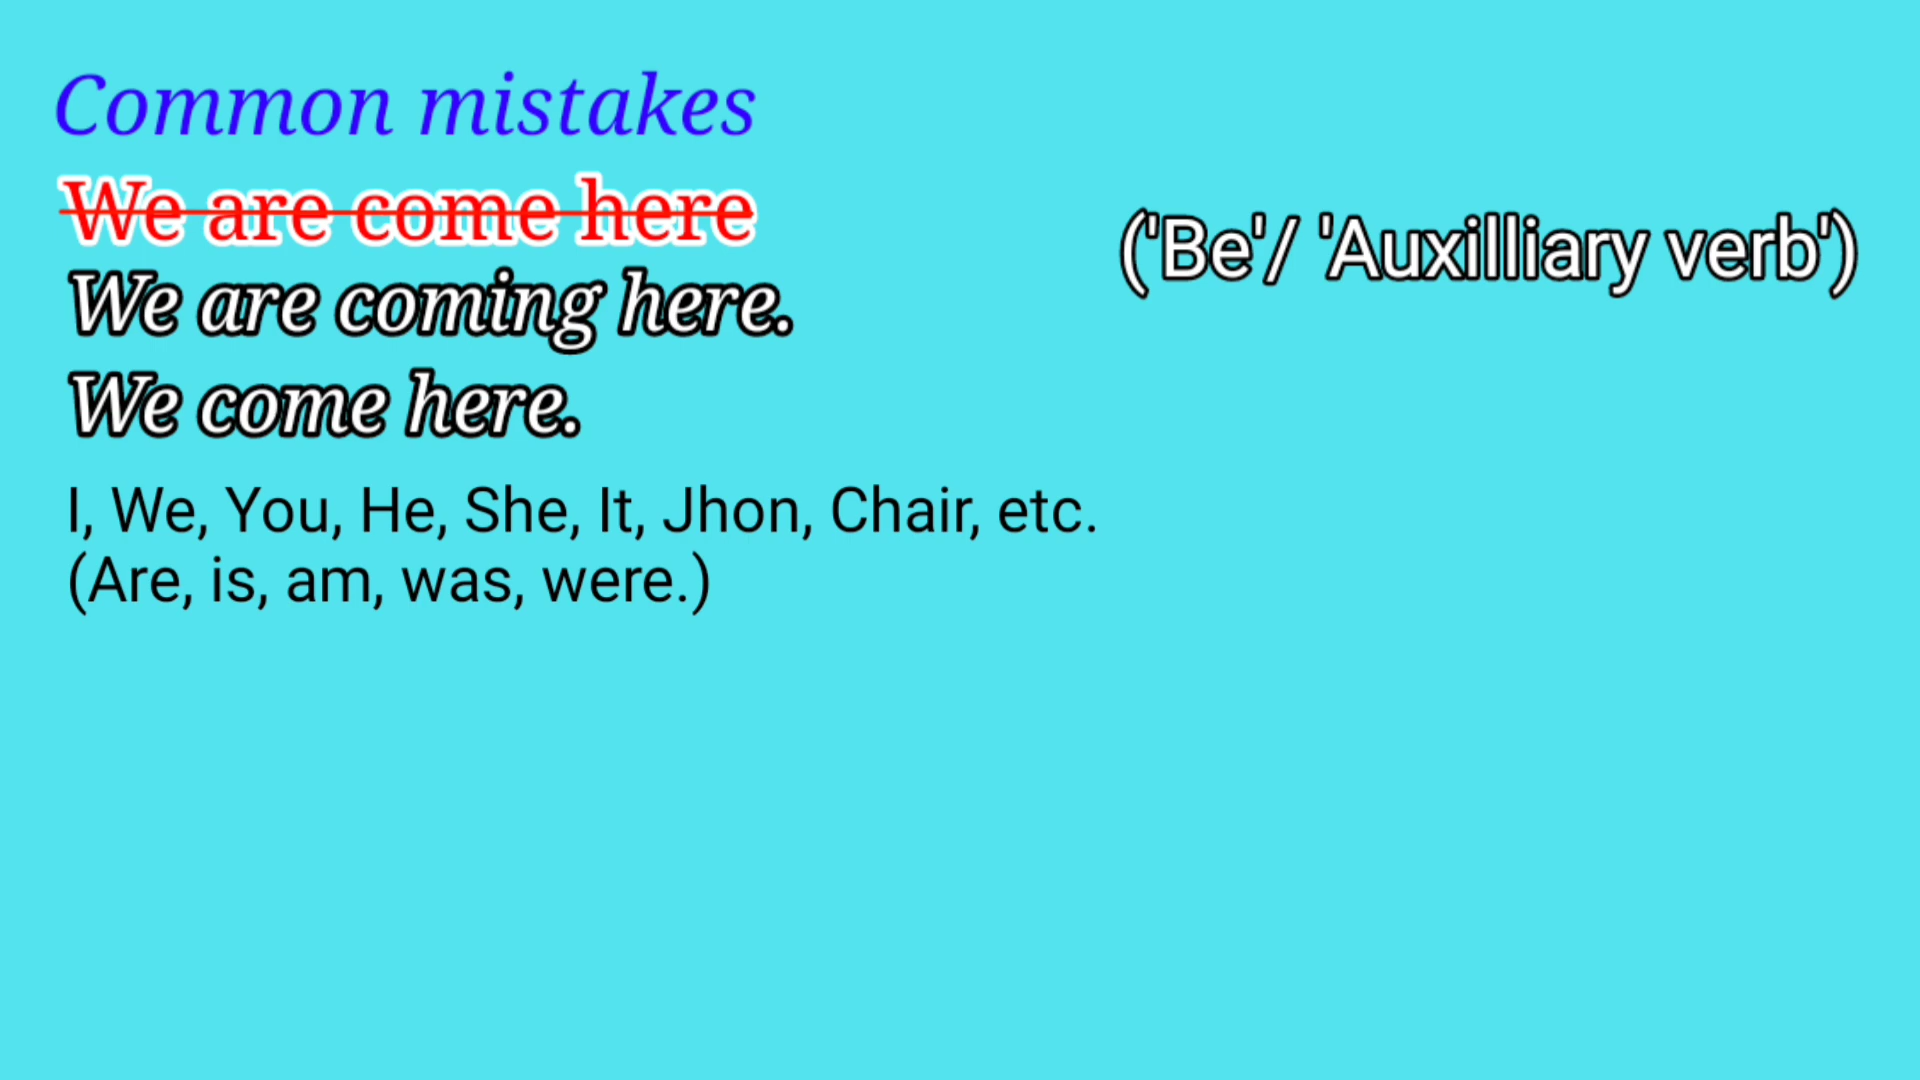 Common mistakes
We are come here
('Be'/ 'Auxilliary verb')
We are coming here.
We come here.
I, We, You, He, She, It, Jhon, Chair, etc.
(Are, is, am, was, were.)